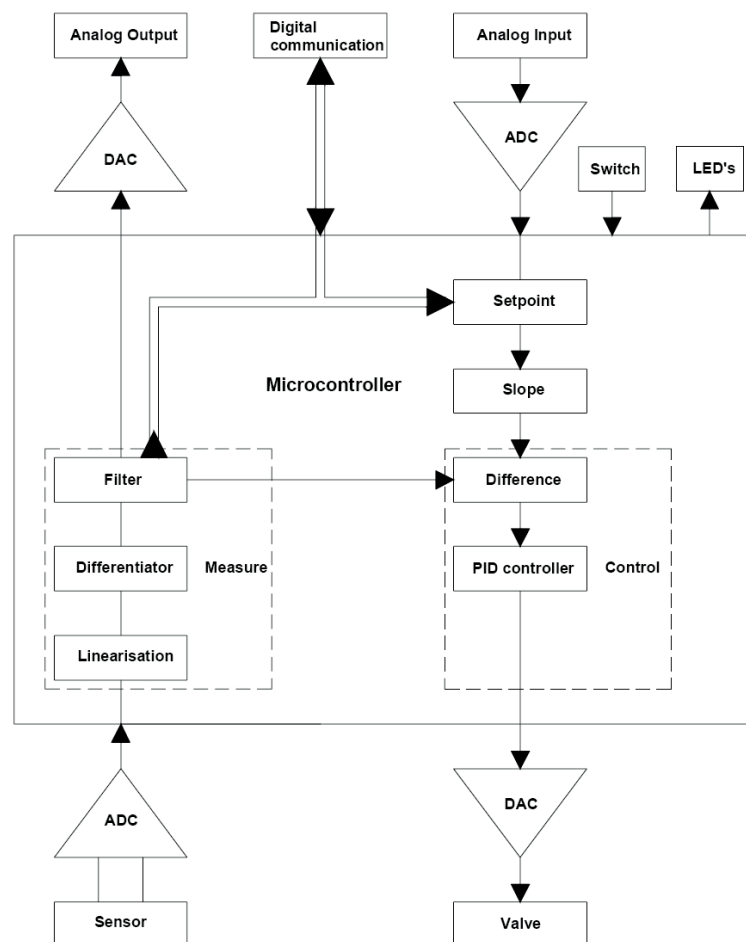 Analog Output
Digital
communication
Analog Input
DAC
ADC
Switch
LED's
Setpoint
Microcontroller
Slope
Filter
Difference
Differentiator
Measure
PID controller
Control
Linearisation
ADC
DAC
Sensor
Valve